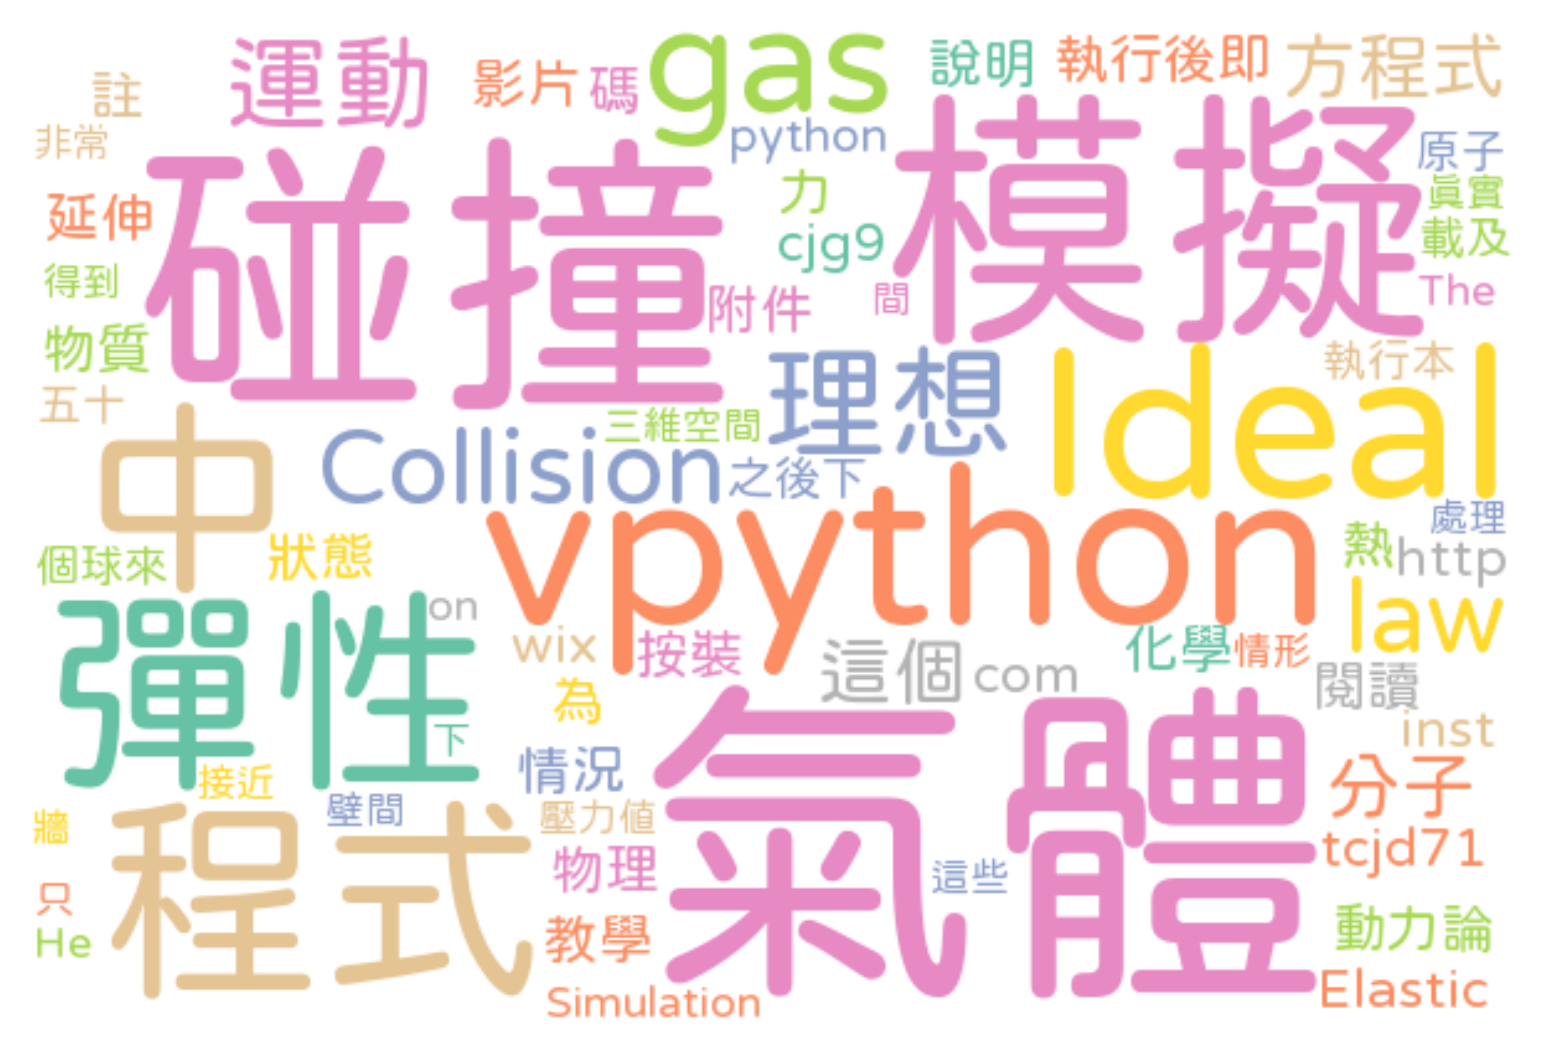 運動
影片
碼
gas
說明
執行後即
方程式
註
非常
python
原子
碰撞
模擬
力
真實
延伸
cjg9
載及
得到
附件
間
The
物質
理想
Ideal
執行本
五十
三維空間
中
Collision
之後下
vpython
處理
個球來
狀態
熱
http
彈性
on
wix
按裝
這個
com
化學
情形
law
閱讀
為
下
氣體
inst
接近
情況
分子
牆
程式
壁間
壓力值
tcjd71
物理
這些
只
He
教學
動力論
Simulation
Elastic